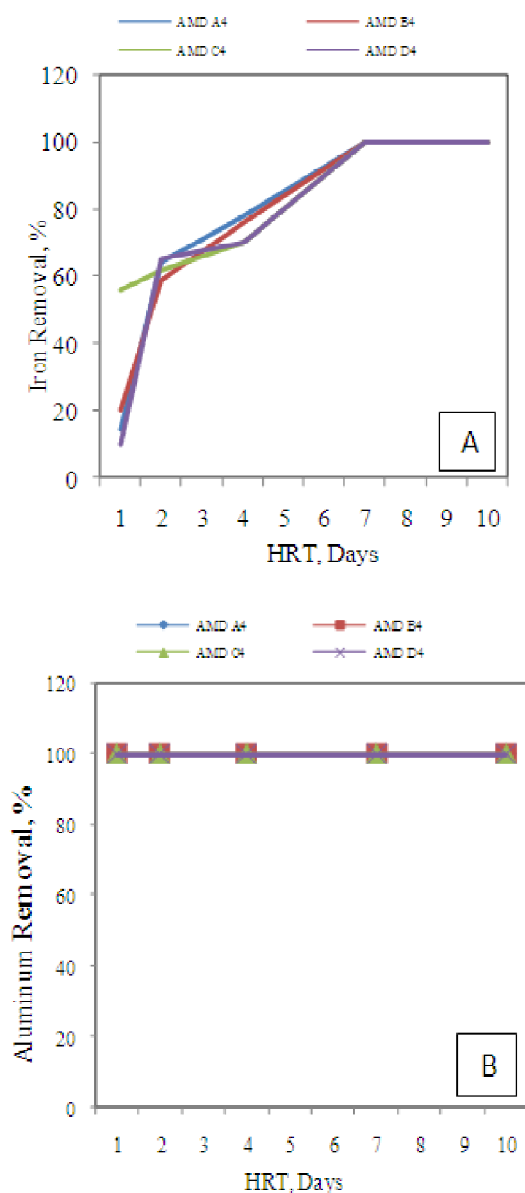 AMD A4 AMD B4
AMD C4 AMD D4
120
100
80
60
40
20
0
Iron Removal, %
A
1 2 3 4 5 6 7 8 9 10
HRT, Days
AMD A4 AMD B4
AMD C4 AMD D4
120
100
80
60
40
20
0
Aluminum Removal, %
B
1 2 3 4 5 6 7 8 9 10
HRT, Days